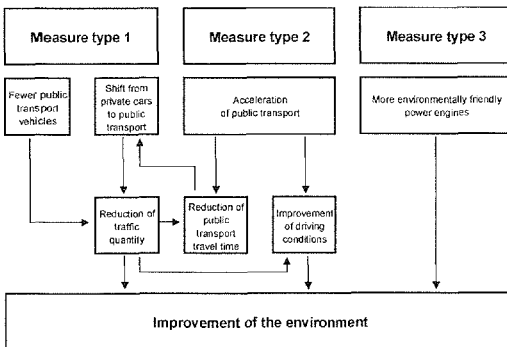 Measure type 1
Measure type 2
Measure type 3
Fewer public
transport
vehicles
Shift from
private cars
to public
transport
Acceleration
of public transport
More environmentally friendly
power engines
Reduction of
traffic
quantity
Reduction of
public
transport
travel time
Improvement
of driving
conditions
Improvement of the environment